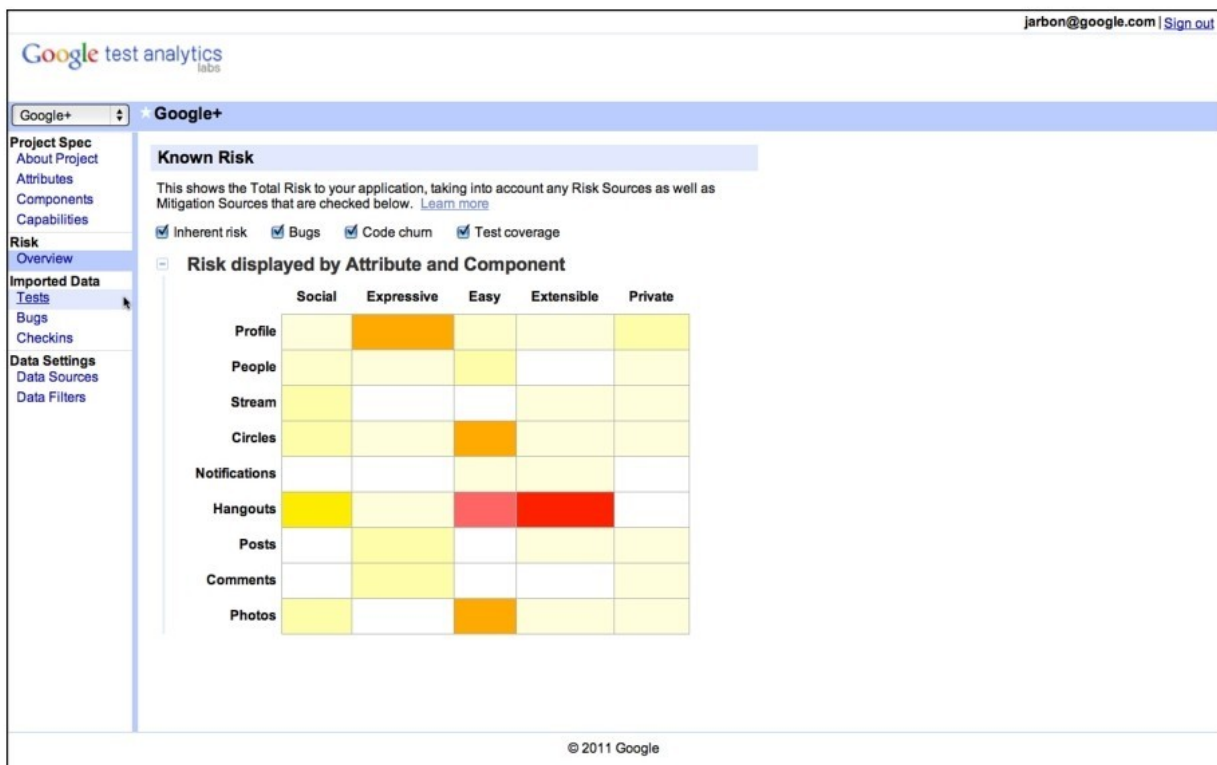 jarbon@google.com | Sign out
Google test analytics
labs
Google+
Google+
Project Spec
About Project
Attributes
Components
Capabilities
Risk
Overview
Imported Data
Tests
Bugs
Checkins
Data Settings
Data Sources
Data Filters
Known Risk
This shows the Total Risk to your application, taking into account any Risk Sources as well as
Mitigation Sources that are checked below. Learn more
Inherent risk Bugs Code churn Test coverage
Risk displayed by Attribute and Component
Social Expressive Easy Extensible Private
Profile
People
Stream
Circles
Notifications
Hangouts
Posts
Comments
Photos
© 2011 Google